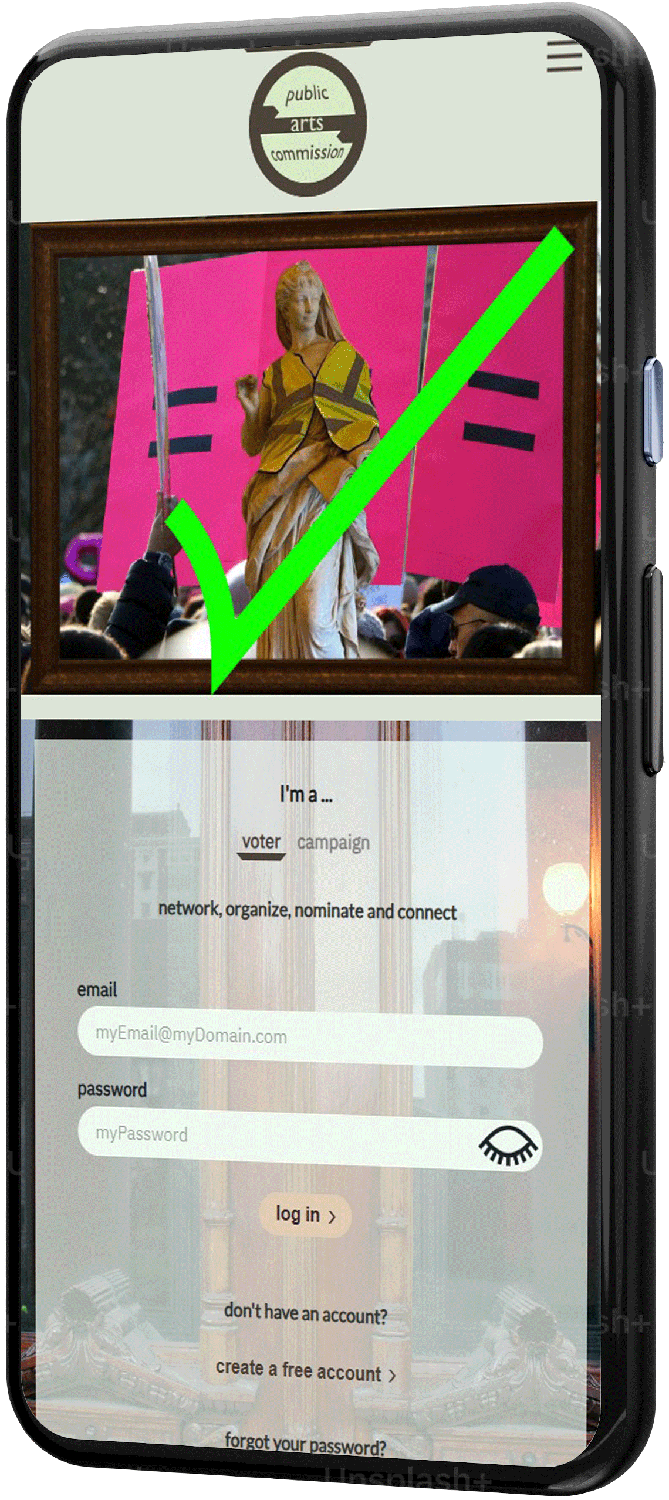 public
arts
commission
=
=
I'm a ...
voter campaign
network, organize, nominate and connect
email
myEmail@myDomain.com
password
myPassword
log in >
don't have an account?
create a free account >
forgot your password?
Unsplash+